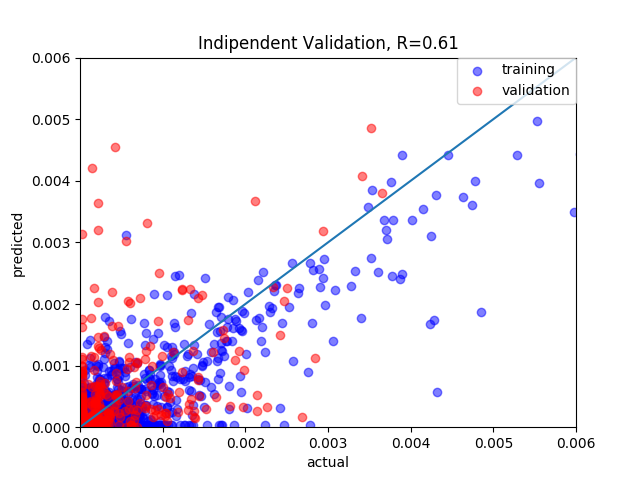 Indipendent Validation, R=0.61
training
validation
0.006
0.005
0.004
0.003
0.002
0.001
0.000
predicted
0.000 0.001 0.002 0.003 0.004 0.005 0.006
actual